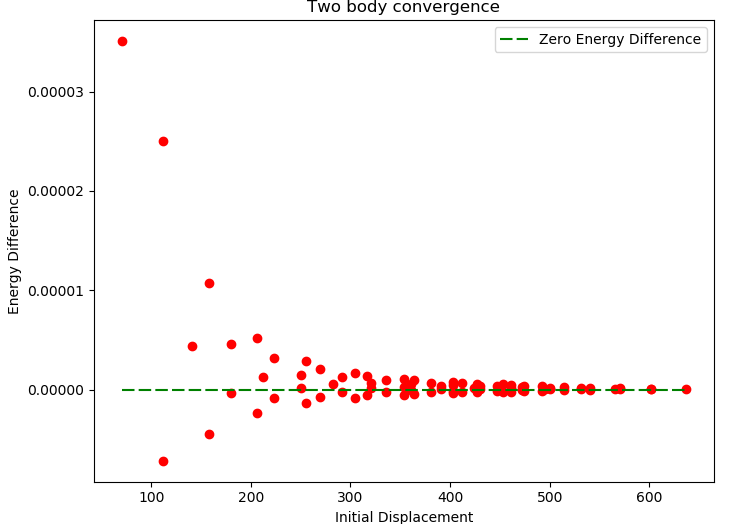 Two body convergence
Zero Energy Difference
0.00003
0.00002
0.00001
0.00000
Energy Difference
100 200 300 400 500 600
Initial Displacement